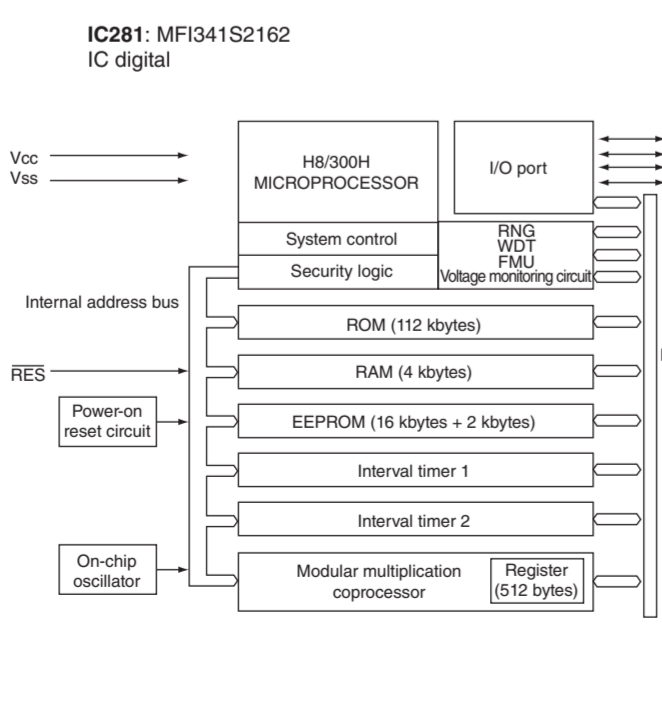 IC281: MFI341S2162
IC digital
Vcc
Vss
H8/300H
MICROPROCESSOR
I/O port
System control
Security logic
RNG
WDT
FMU
Voltage monitoring circuit
Internal address bus
ROM (112 kbytes)
RES
RAM (4 kbytes)
Power-on
reset circuit
EEPROM (16 kbytes + 2 kbytes)
Interval timer 1
Interval timer 2
On-chip
oscillator
Modular multiplication
coprocessor
Register
(512 bytes)